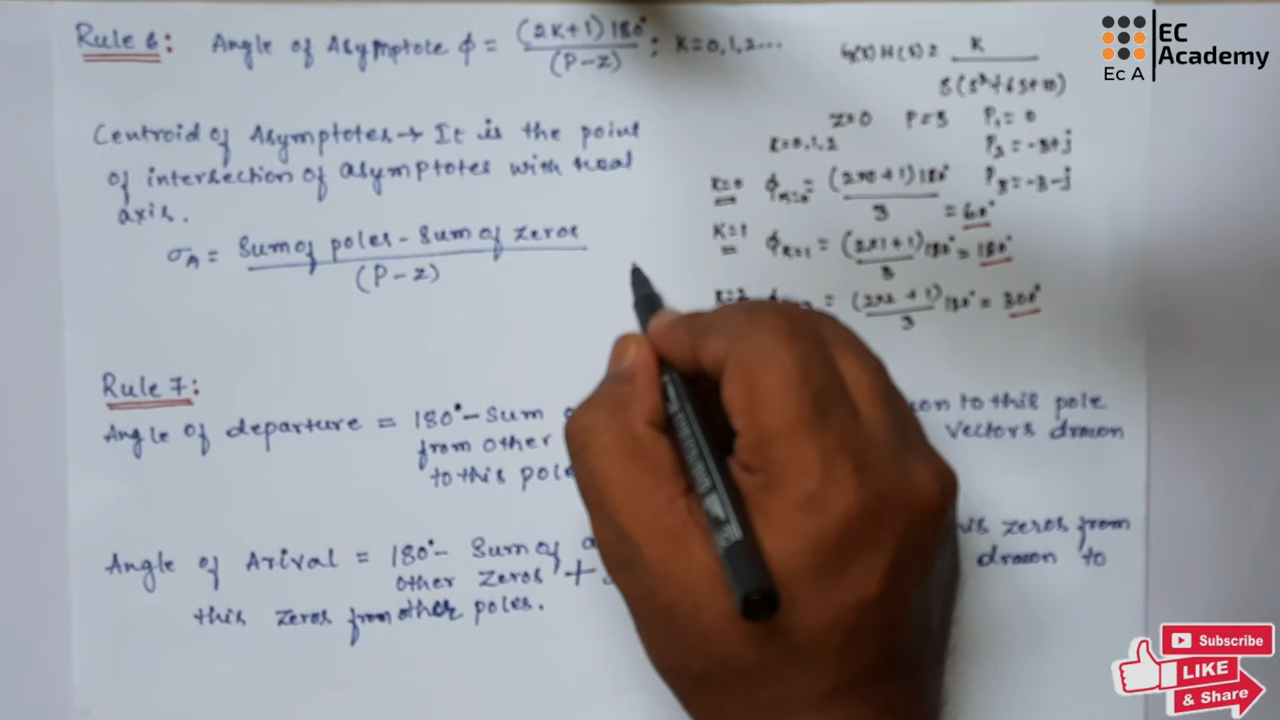 Rule 6: Angle of Asymptote ϕ = (2K+1)180° / (P-Z) ; K=0,1,2...
Centroid of Asymptotes → It is the point
of intersection of asymptotes with real
axis.
σA = Sum of poles - Sum of zeros / (P-Z)
G(s)H(s) = K / S(S²+6S+10)
Z=0 P=3 P1=0
K=0,1,2 P2=-3+j
P3=-3-j
K=0 ϕK=0 = (2x0+1)180° / 3 = 60°
K=1 ϕK=1 = (2x1+1)180° / 3 = 180°
K=2 = (2x2+1)180° / 3 = 300°
Rule 7:
Angle of departure = 180° - Sum to this pole
from other vectors drawn
to this pole
Angle of Arival = 180° - Sum of zeros from
other zeros + drawn to
this zeros from other poles.
EC
Academy
Ec A
Subscribe
LIKE
& Share